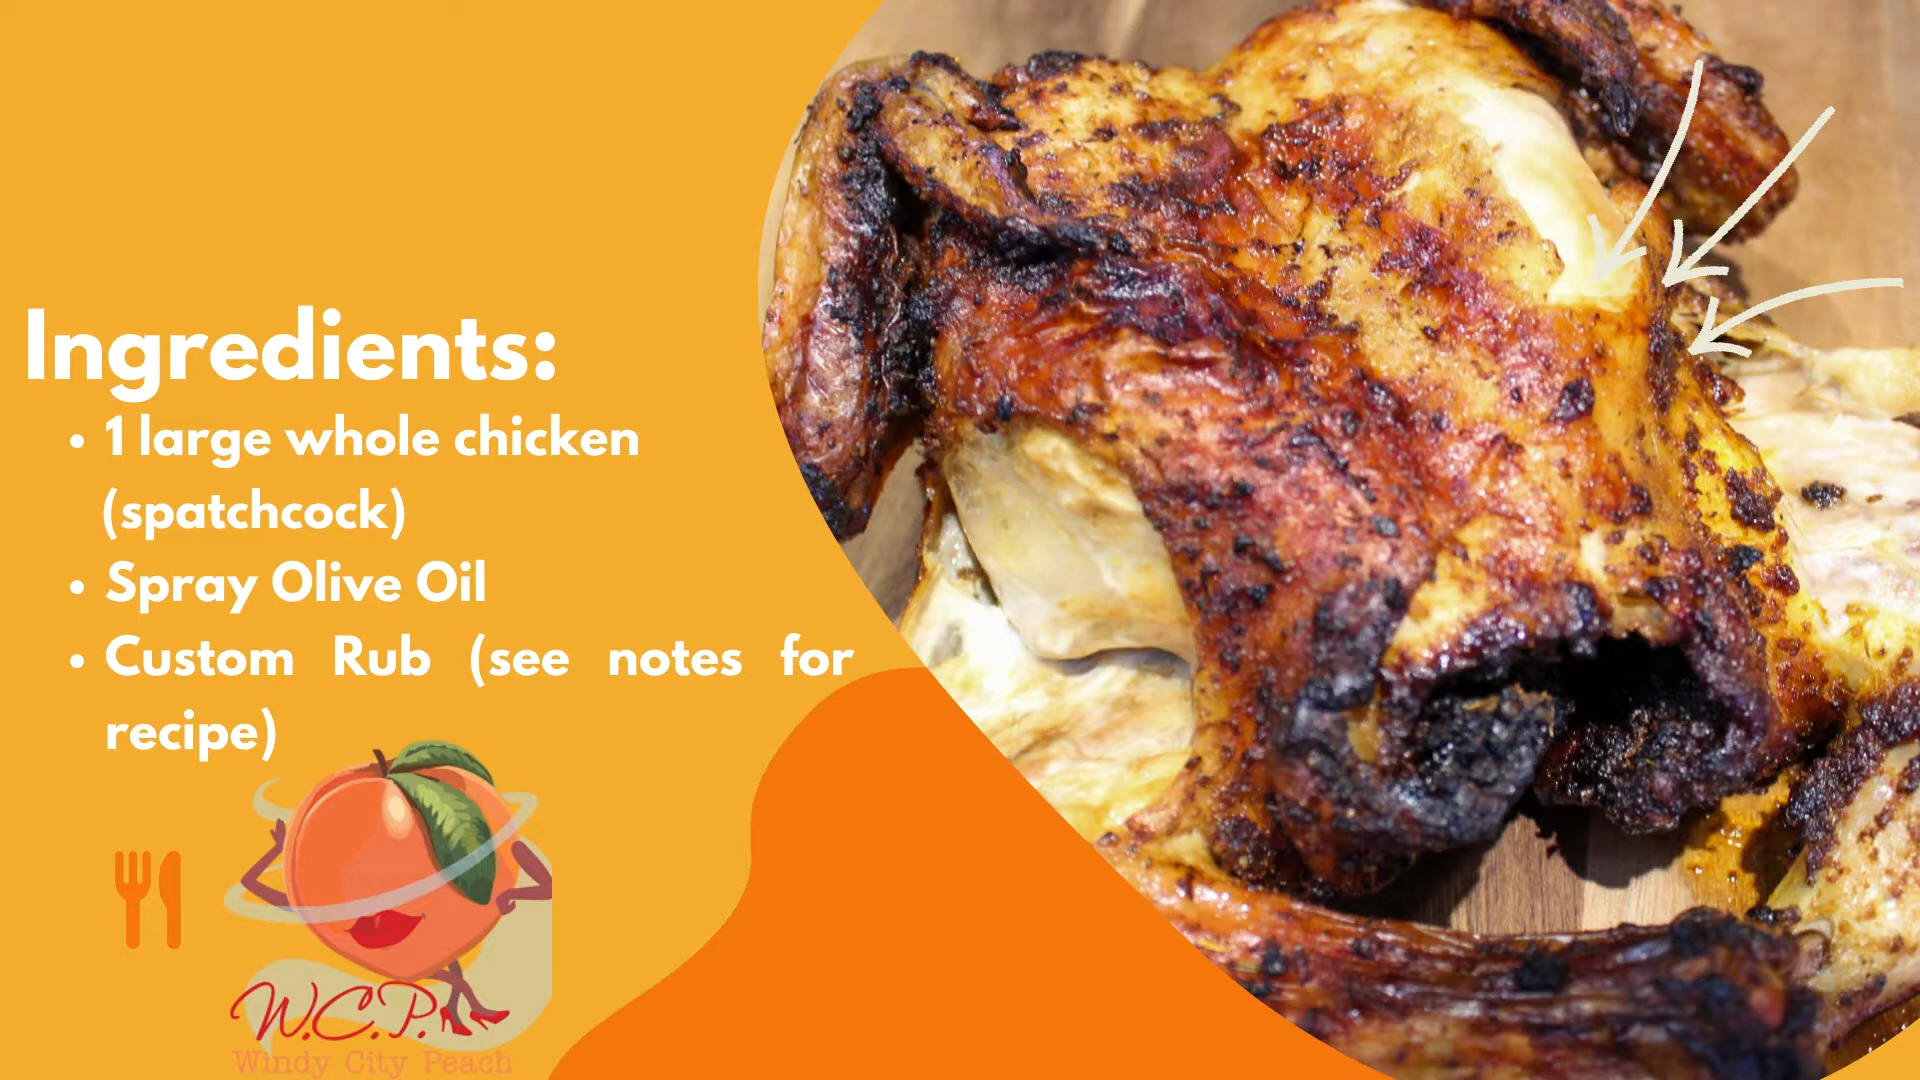 Ingredients:
• 1 large whole chicken
(spatchcock)
• Spray Olive Oil
• Custom Rub (see notes for
recipe)
W.C.P.
Windy City Peach